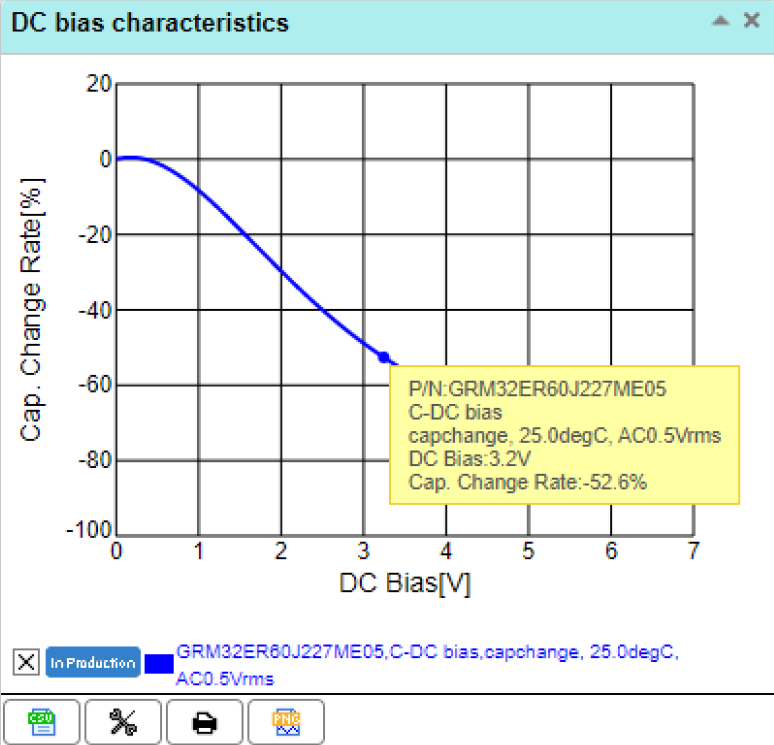 DC bias characteristics
20
0
-20
-40
-60
-80
-100
Cap. Change Rate[%]
0 1 2 3 4 5 6 7
DC Bias[V]
P/N:GRM32ER60J227ME05
C-DC bias
capchange, 25.0degC, AC0.5Vrms
DC Bias:3.2V
Cap. Change Rate:-52.6%
In Production
GRM32ER60J227ME05,C-DC bias,capchange, 25.0degC,
AC0.5Vrms
CSV
PNG